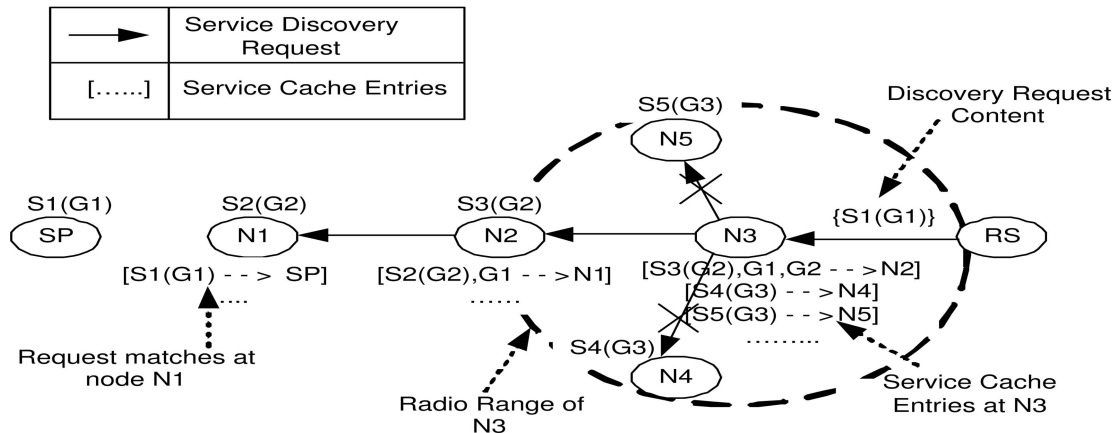 Service Discovery
Request
[......]
Service Cache Entries
Discovery Request
Content
S5(G3)
N5
S1(G1)
S2(G2)
S3(G2)
{S1(G1)}
SP
N1
N2
N3
RS
[S1(G1) - - > SP]
.....
[S2(G2),G1 - - >N1]
......
[S3(G2),G1,G2 - - >N2]
[S4(G3) - - >N4]
[S5(G3) - - >N5]
.........
S4(G3)
N4
Request matches at
node N1
Radio Range of
N3
Service Cache
Entries at N3